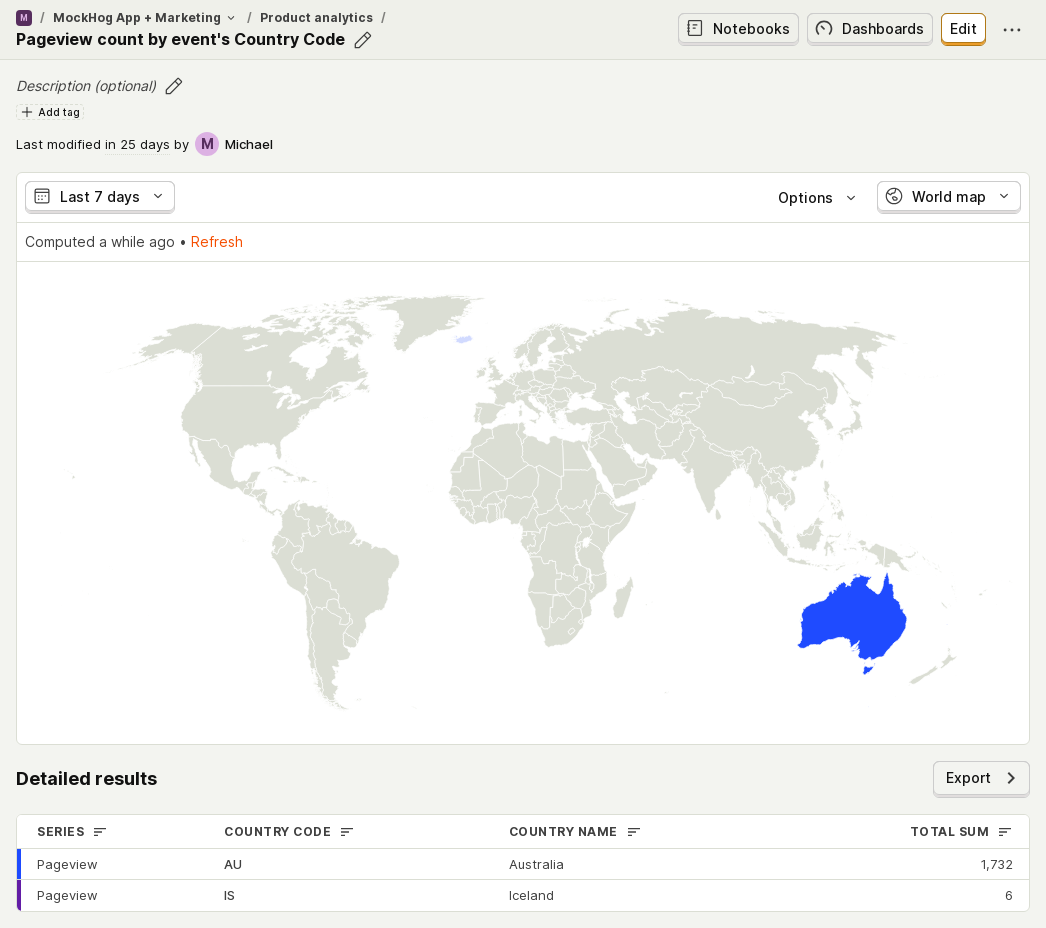 M / MockHog App + Marketing / Product analytics /
Pageview count by event's Country Code
Notebooks
Dashboards
Edit
Description (optional)
Add tag
Last modified in 25 days by M Michael
Last 7 days
Options
World map
Computed a while ago • Refresh
Detailed results
Export
SERIES COUNTRY CODE COUNTRY NAME TOTAL SUM
Pageview AU Australia 1,732
Pageview IS Iceland 6